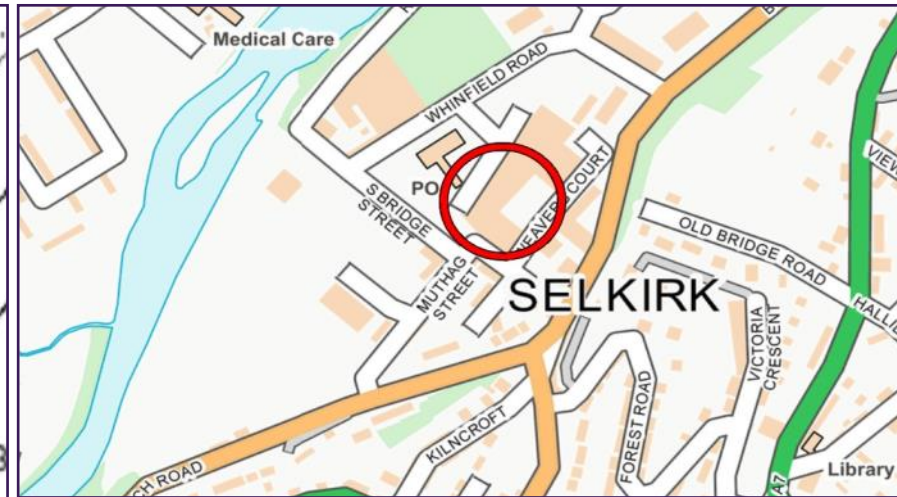 Medical Care
WHINFIELD ROAD
PO
S BRIDGE
STREET
WEAVERS COURT
MUTHAG
STREET
SELKIRK
OLD BRIDGE ROAD
VIEW
HALLI
VICTORIA
CRESCENT
FOREST ROAD
KILNCROFT
CH ROAD
A7
Library